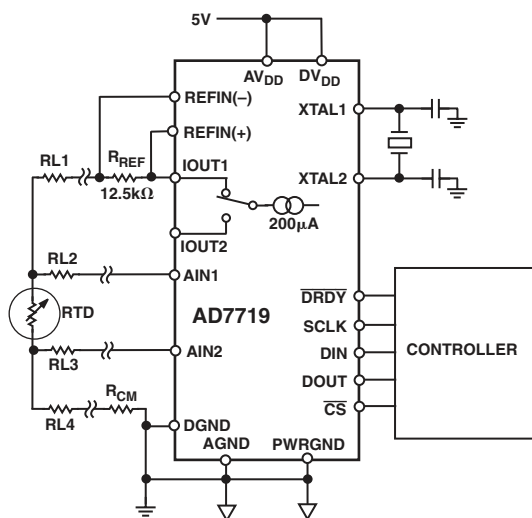 5V
AVDD
DVDD
REFIN(−)
XTAL1
REFIN(+)
RL1
RREF
IOUT1
12.5kΩ
XTAL2
200µA
IOUT2
RL2
AIN1
DRDY
RTD
AD7719
SCLK
CONTROLLER
DIN
AIN2
RL3
DOUT
RCM
CS
RL4
DGND
AGND
PWRGND